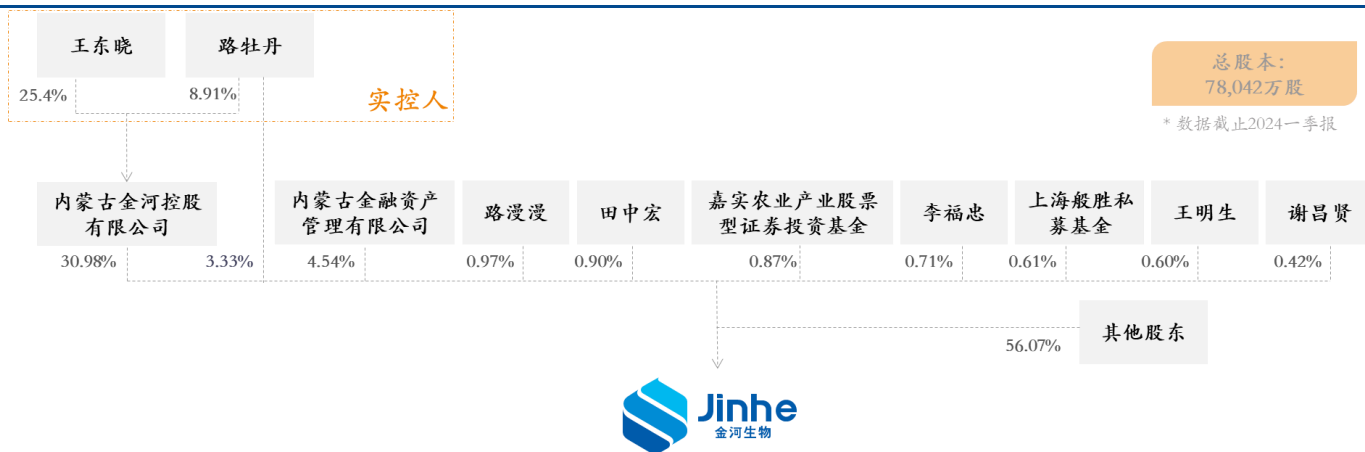 王东晓
路牡丹
25.4%
8.91%
实控人
总股本:
78,042万股
* 数据截止2024一季报
内蒙古金河控股
有限公司
内蒙古金融资产
管理有限公司
路漫漫
田中宏
嘉实农业产业股票
型证券投资基金
李福忠
上海般胜私
募基金
王明生
谢昌贤
30.98%
3.33%
4.54%
0.97%
0.90%
0.87%
0.71%
0.61%
0.60%
0.42%
其他股东
56.07%
Jinhe
金河生物